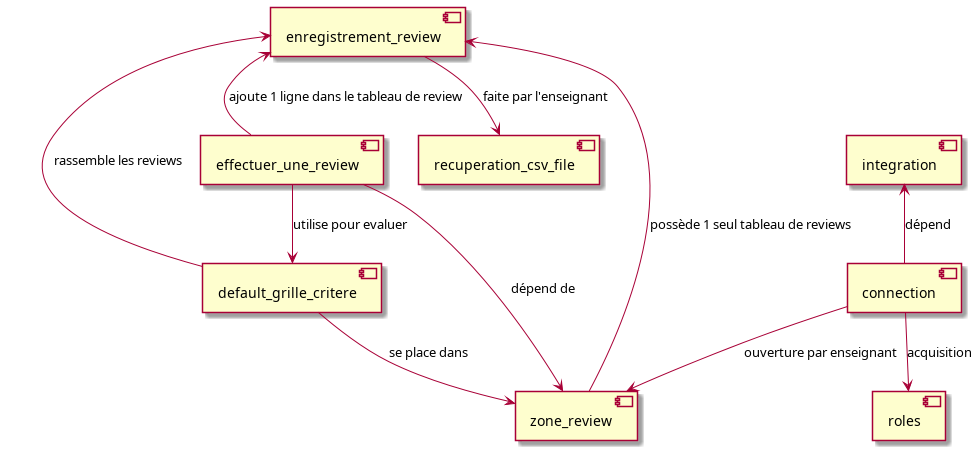 enregistrement_review
ajoute 1 ligne dans le tableau de review
faite par l'enseignant
rassemble les reviews
effectuer_une_review
recuperation_csv_file
integration
utilise pour evaluer
possède 1 seul tableau de reviews
dépend
default_grille_critere
dépend de
connection
se place dans
ouverture par enseignant
acquisition
zone_review
roles